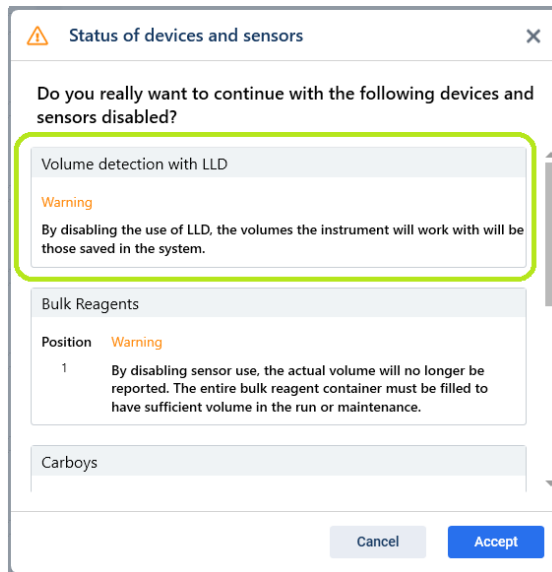 Status of devices and sensors
Do you really want to continue with the following devices and
sensors disabled?
Volume detection with LLD
Warning
By disabling the use of LLD, the volumes the instrument will work with will be
those saved in the system.
Bulk Reagents
Position Warning
1 By disabling sensor use, the actual volume will no longer be
reported. The entire bulk reagent container must be filled to
have sufficient volume in the run or maintenance.
Carboys
Cancel Accept